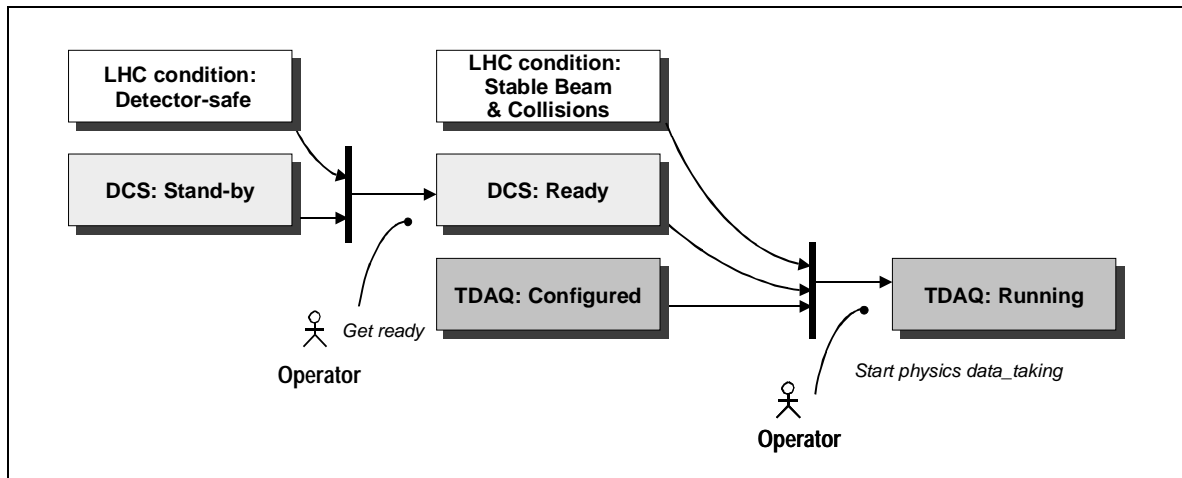 LHC condition:
Detector-safe
LHC condition:
Stable Beam
& Collisions
DCS: Stand-by
DCS: Ready
TDAQ: Configured
TDAQ: Running
Get ready
Operator
Start physics data_taking
Operator